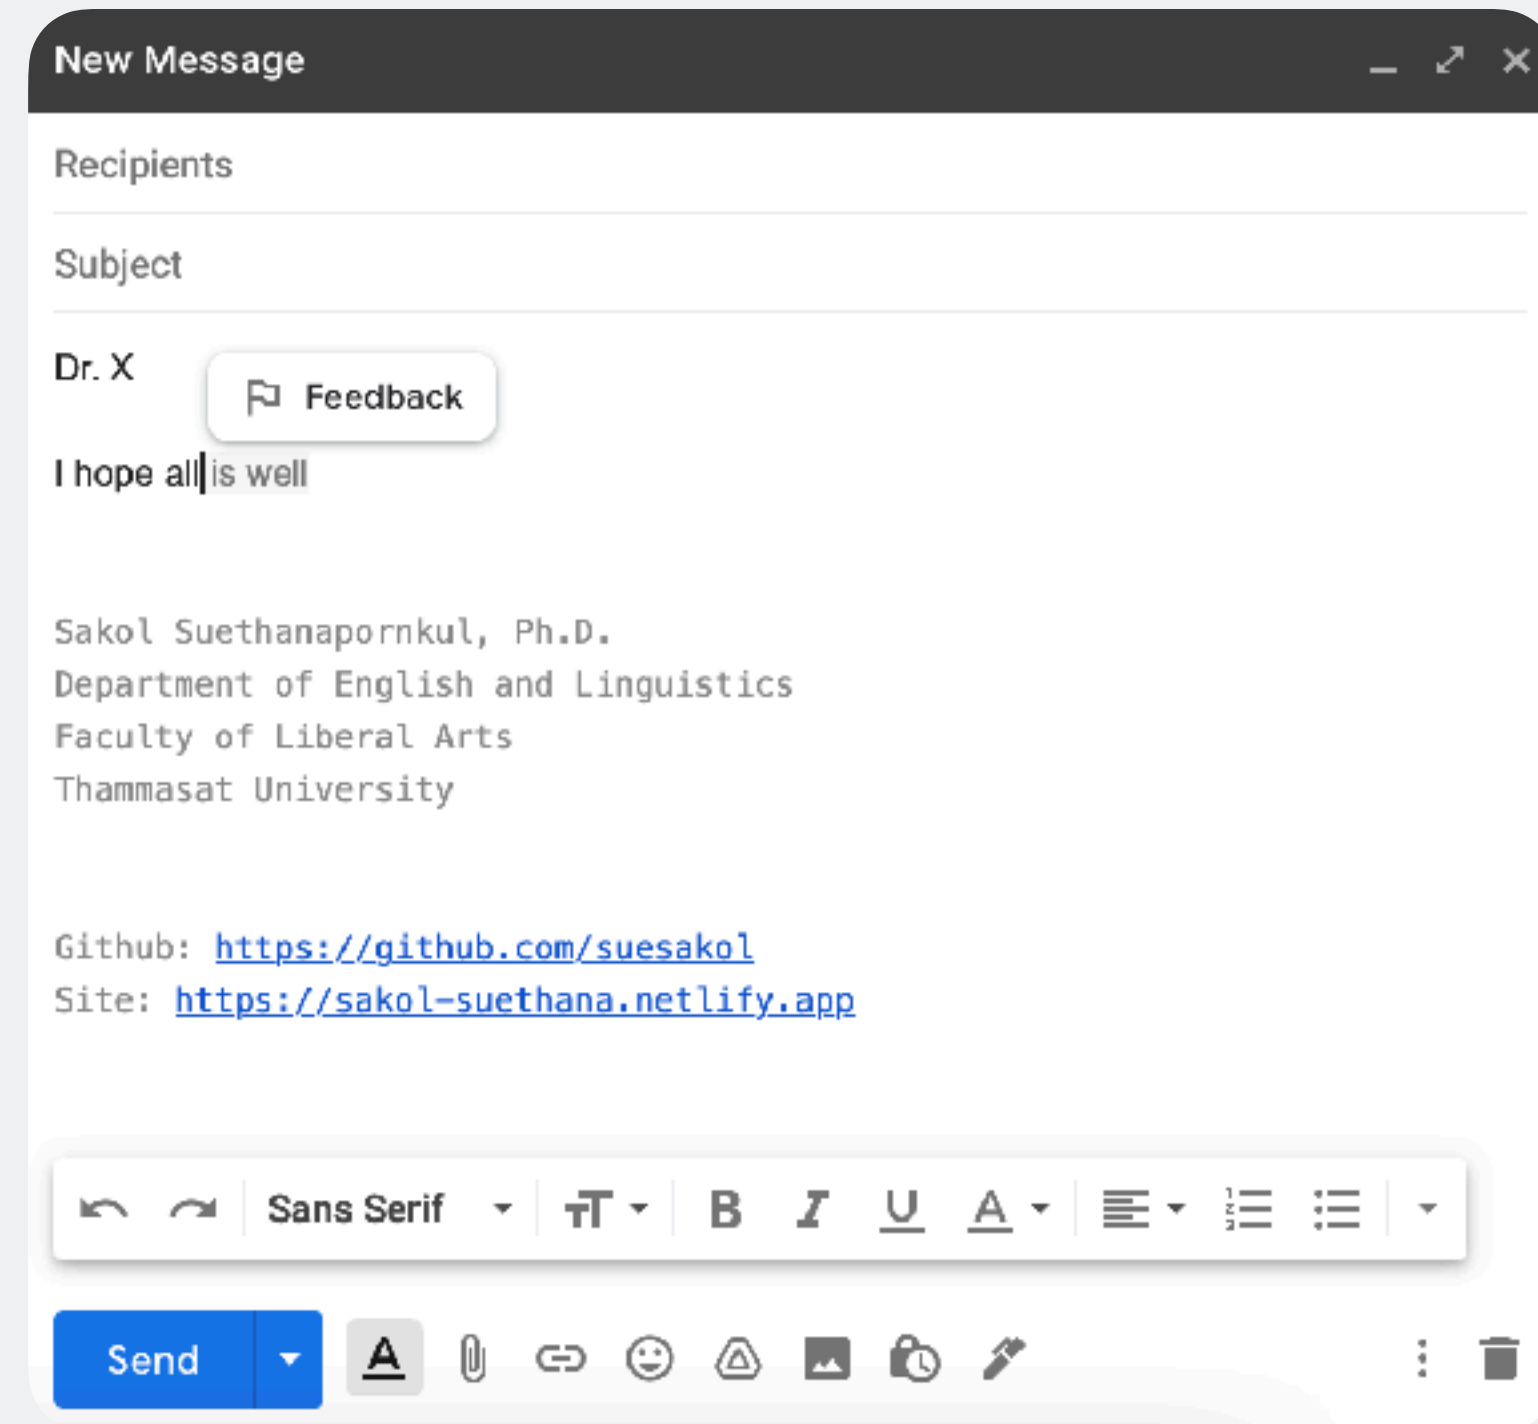 New Message
Recipients
Subject
Dr. X
Feedback
I hope all is well
Sakol Suethanapornkul, Ph.D.
Department of English and Linguistics
Faculty of Liberal Arts
Thammasat University
Github: https://github.com/suesakol
Site: https://sakol-suethana.netlify.app
Sans Serif
Send